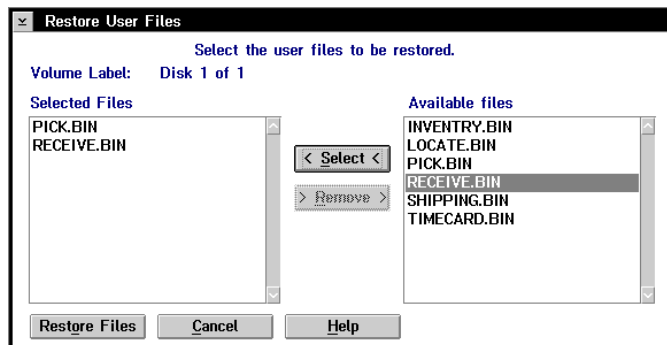 Restore User Files
Select the user files to be restored.
Volume Label: Disk 1 of 1
Selected Files
PICK.BIN
RECEIVE.BIN
< Select <
> Remove >
Available files
INVENTRY.BIN
LOCATE.BIN
PICK.BIN
RECEIVE.BIN
SHIPPING.BIN
TIMECARD.BIN
Restore Files Cancel Help